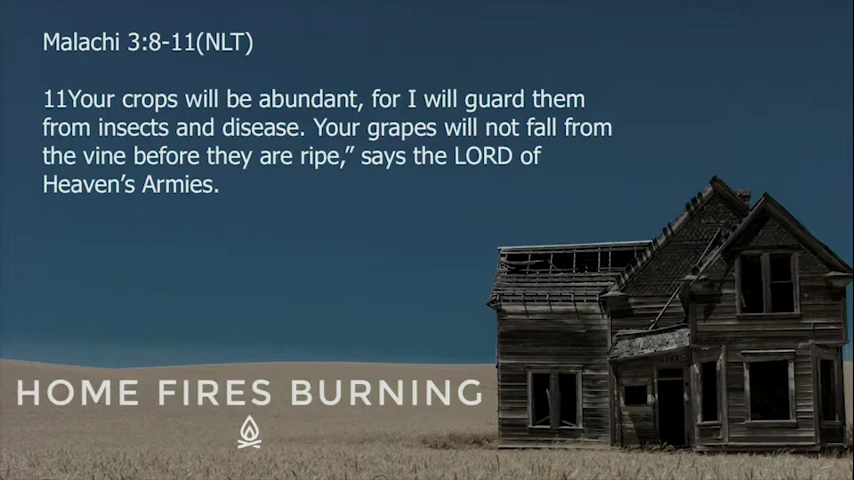 Malachi 3:8-11(NLT)
11Your crops will be abundant, for I will guard them
from insects and disease. Your grapes will not fall from
the vine before they are ripe,” says the LORD of
Heaven’s Armies.
HOME FIRES BURNING